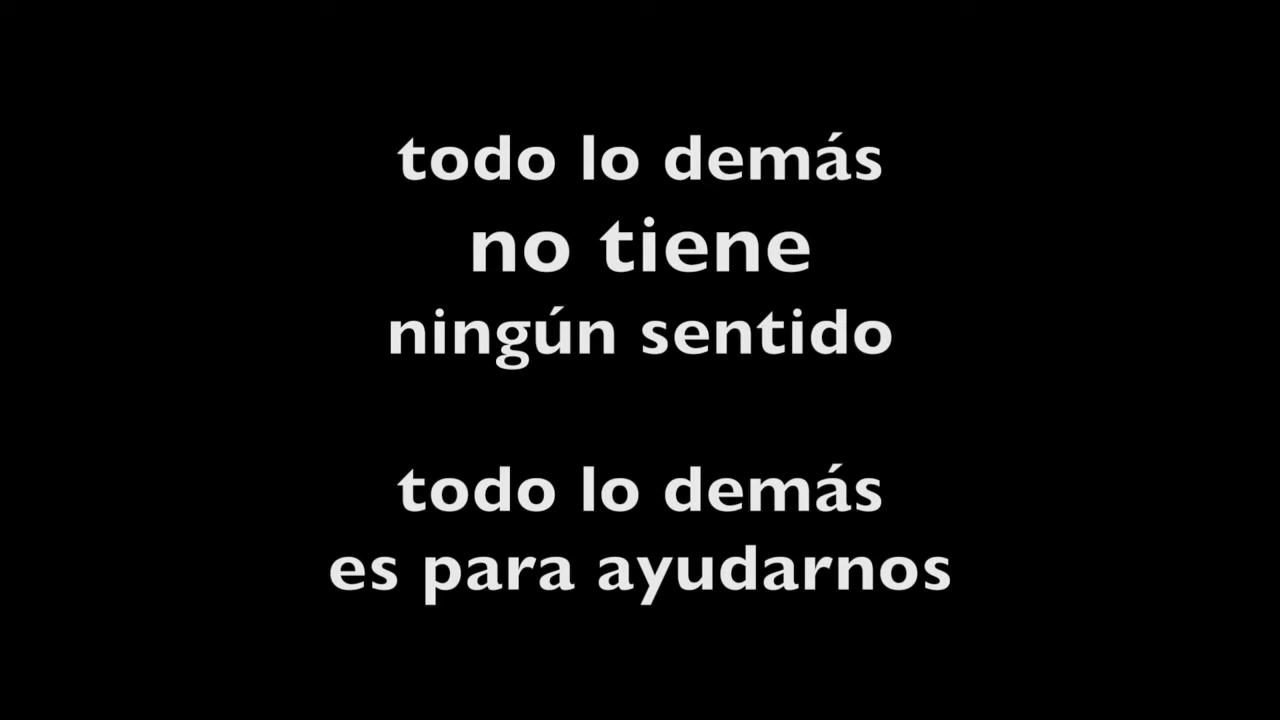 todo lo demás
no tiene
ningún sentido
todo lo demás
es para ayudarnos